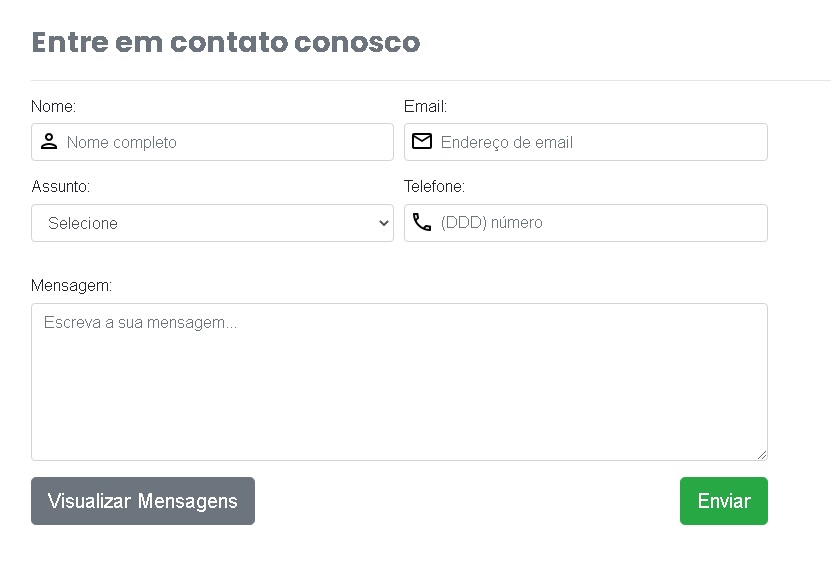 Entre em contato conosco
Nome: Email:
Nome completo Endereço de email
Assunto: Telefone:
Selecione (DDD) número
Mensagem:
Escreva a sua mensagem...
Visualizar Mensagens Enviar